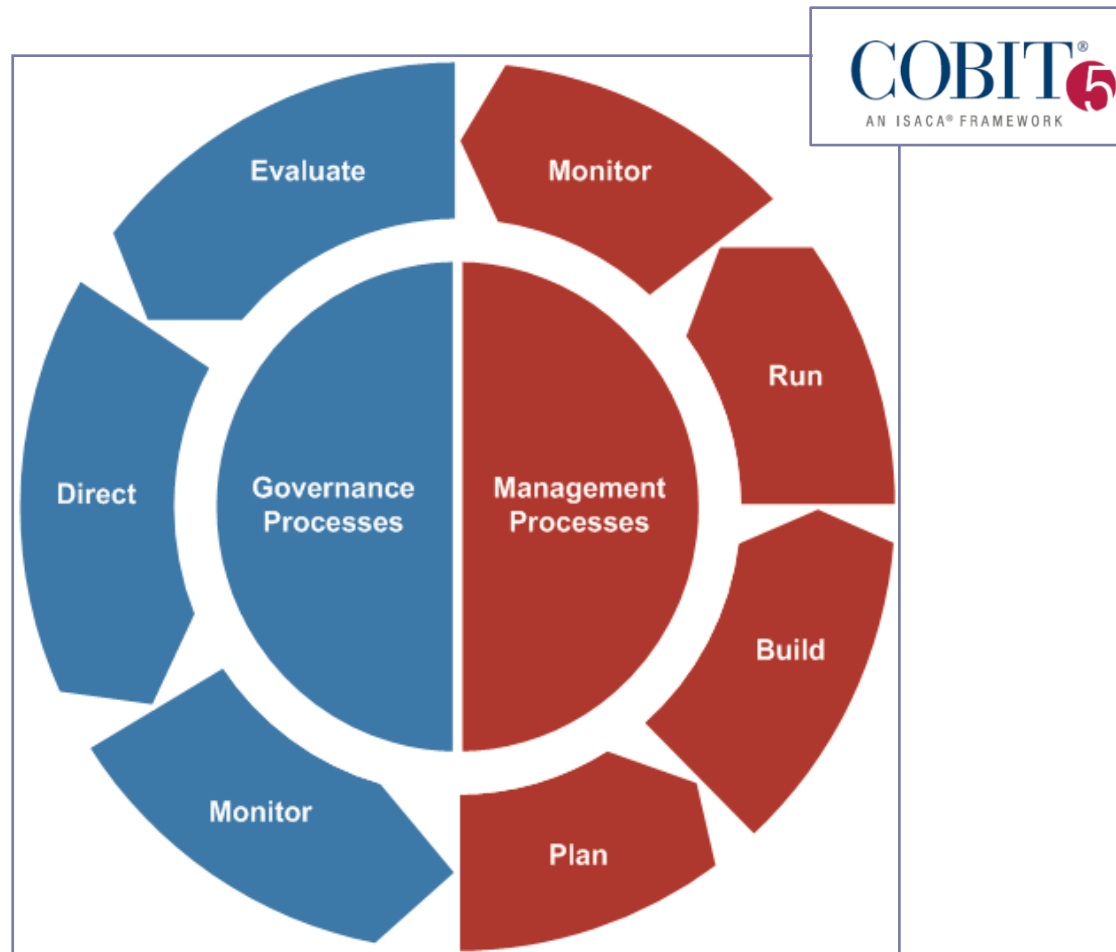 COBIT® 5
AN ISACA® FRAMEWORK
Evaluate
Monitor
Run
Direct
Governance
Processes
Management
Processes
Build
Monitor
Plan